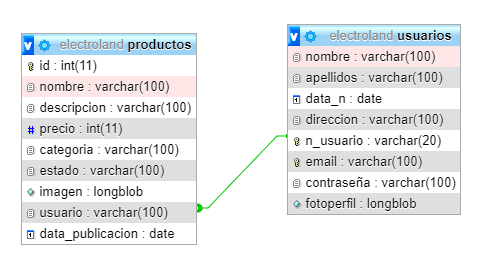 electroland productos
id : int(11)
nombre : varchar(100)
descripcion : varchar(100)
precio : int(11)
categoria : varchar(100)
estado : varchar(100)
imagen : longblob
usuario : varchar(100)
data_publicacion : date
electroland usuarios
nombre : varchar(100)
apellidos : varchar(100)
data_n : date
direccion : varchar(100)
n_usuario : varchar(20)
email : varchar(100)
contraseña : varchar(100)
fotoperfil : longblob